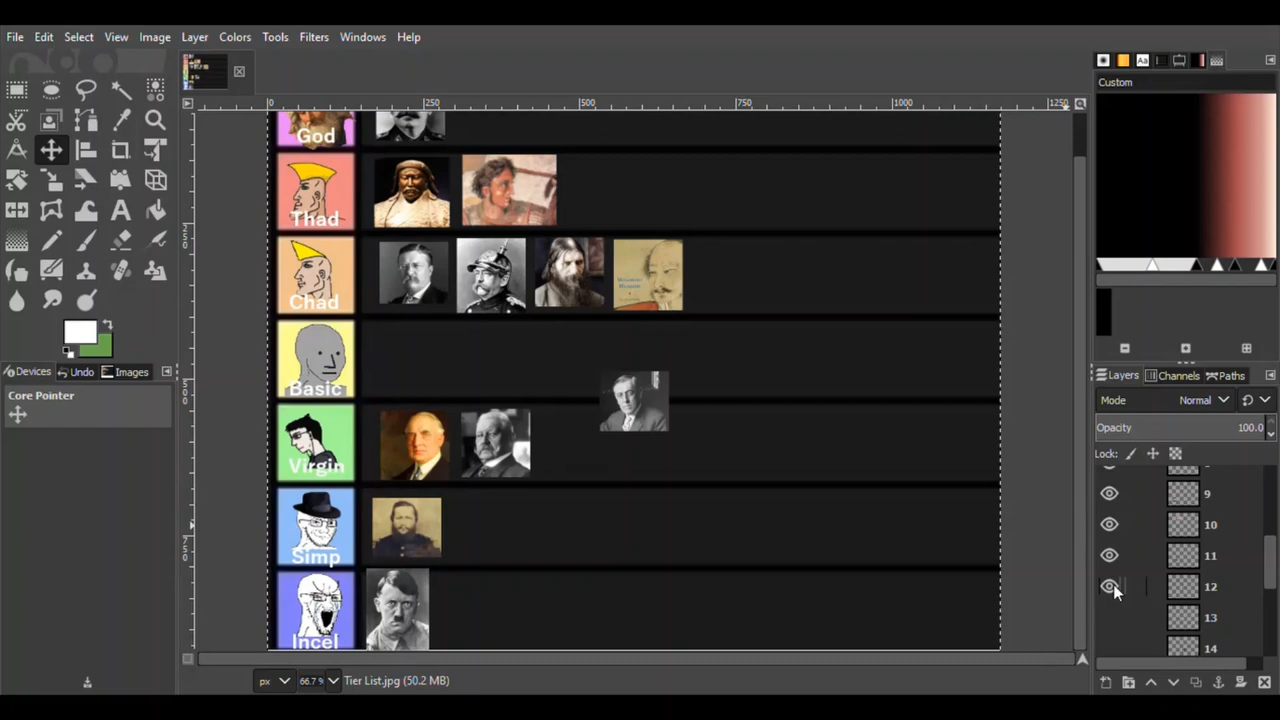 File Edit Select View Image Layer Colors Tools Filters Windows Help
0 250 500 750 1000 1250
Custom
God
Thad
Chad
Basic
Virgin
Simp
Incel
Devices Undo Images
Core Pointer
Layers Channels Paths
Mode Normal
Opacity 100.0
Lock:
9
10
11
12
13
14
px 66.7 % Tier List.jpg (50.2 MB)